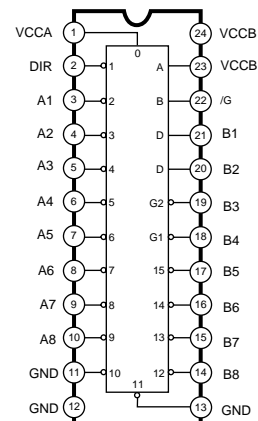 VCCA 1 0 24 VCCB
DIR 2 1 A 23 VCCB
A1 3 2 B 22 /G
A2 4 3 D 21 B1
A3 5 4 D 20 B2
A4 6 5 G2 19 B3
A5 7 6 G1 18 B4
A6 8 7 15 17 B5
A7 9 8 14 16 B6
A8 10 9 13 15 B7
GND 11 10 12 14 B8
GND 12 11 13 GND